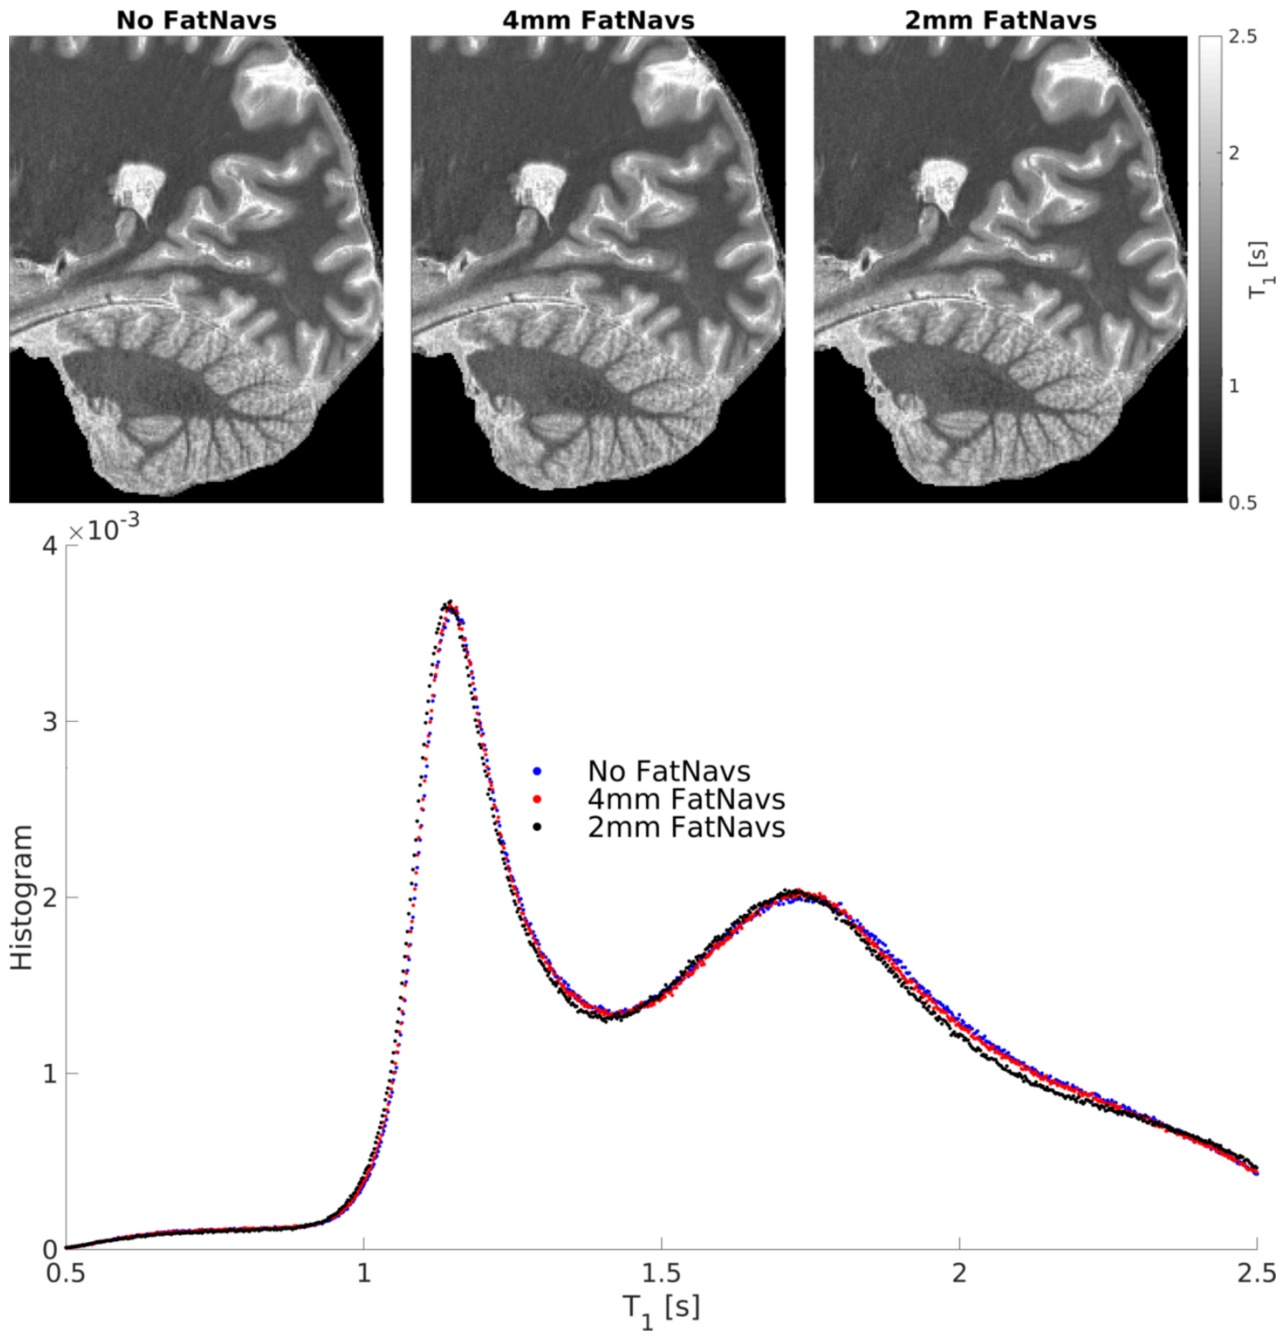 No FatNavs 4mm FatNavs 2mm FatNavs
2.5
2
1
0.5
T1 [s]
×10-3
4
3
2
1
0
Histogram
No FatNavs
4mm FatNavs
2mm FatNavs
0.5 1 1.5 2 2.5
T1 [s]